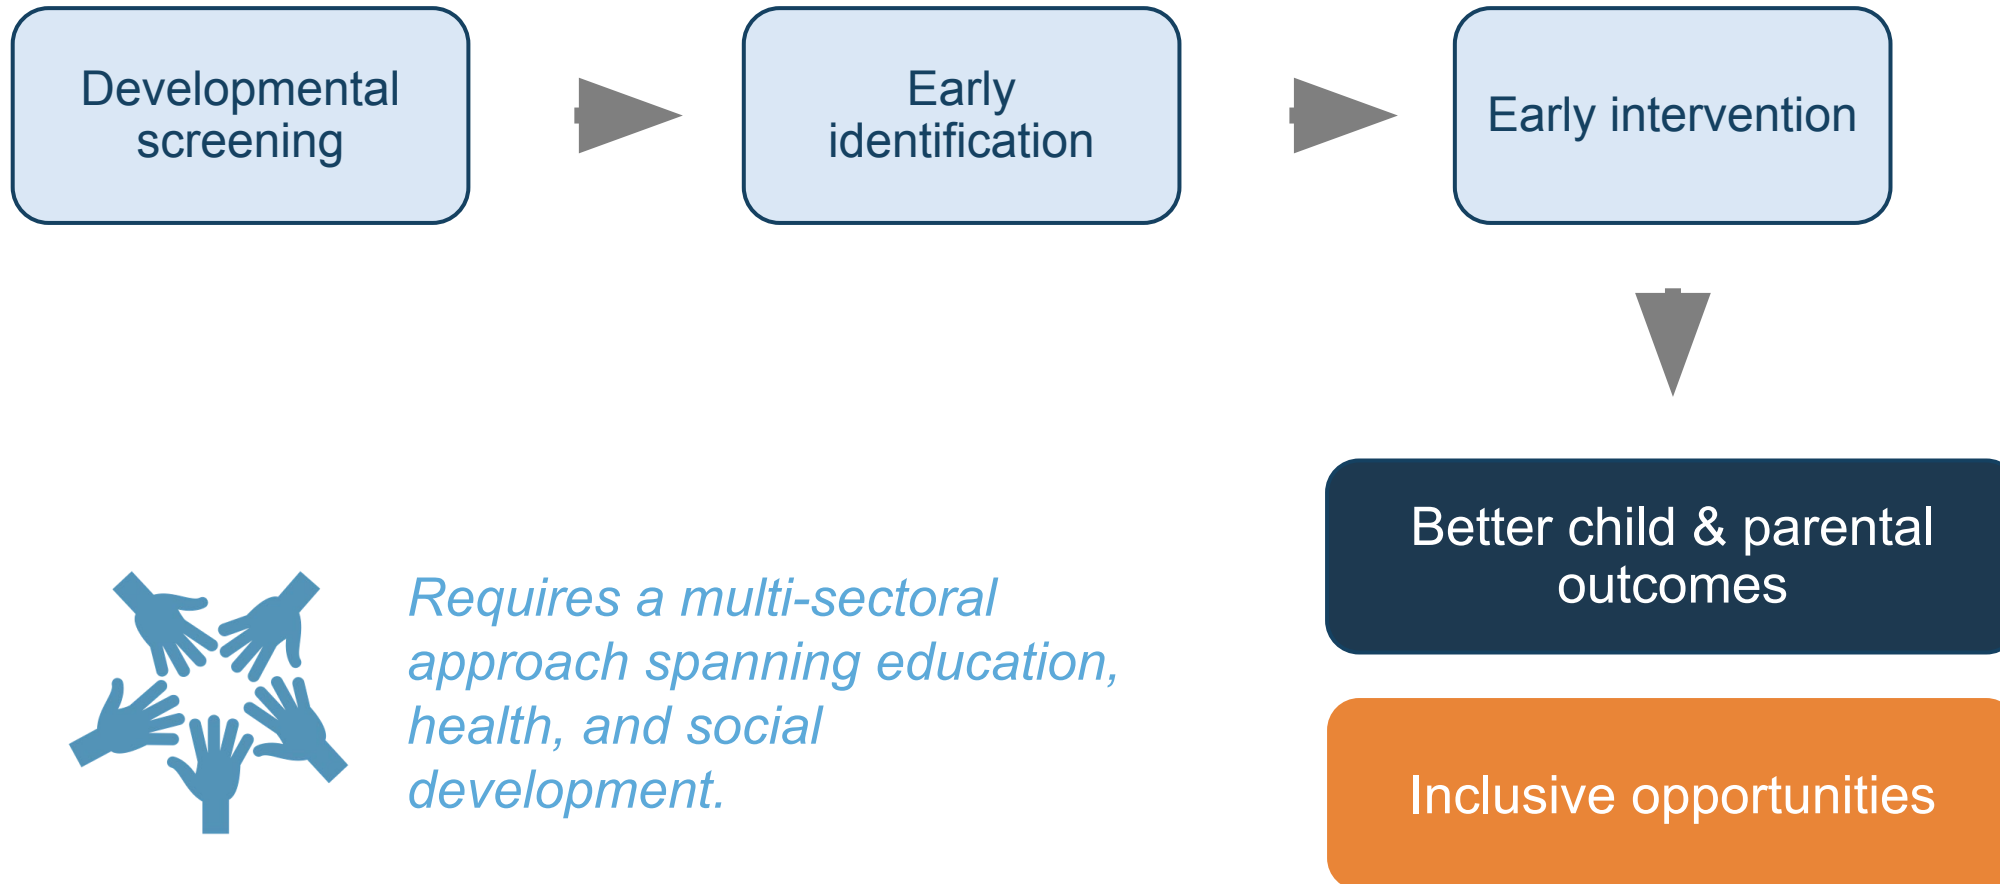 Developmental
screening
Early
identification
Early intervention
Better child & parental
outcomes
Requires a multi-sectoral
approach spanning education,
health, and social
development.
Inclusive opportunities